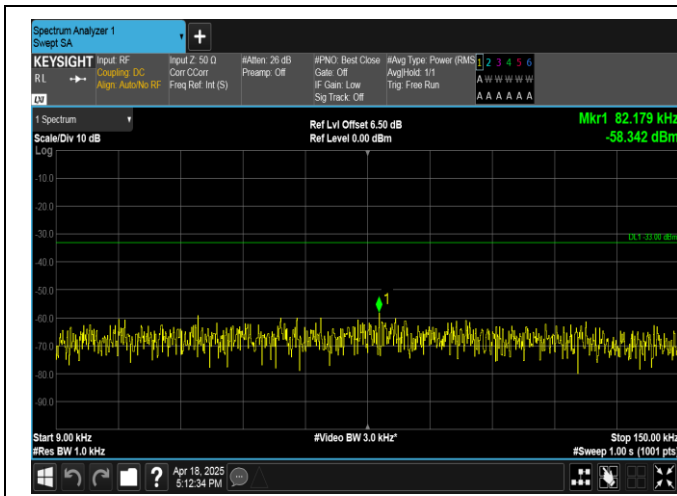 Spectrum Analyzer 1
Swept SA
+
KEYSIGHT Input: RF Input Z: 50 Ω #Atten: 26 dB #PNO: Best Close #Avg Type: Power (RMS 1 2 3 4 5 6
RL Coupling: DC Corr CCorr Preamp: Off Gate: Off Avg|Hold: 1/1 A W W W W W
Align: Auto/No RF Freq Ref: Int (S) IF Gain: Low Trig: Free Run
LXI Sig Track: Off A A A A A A
1 Spectrum Ref Lvl Offset 6.50 dB Mkr1 82.179 kHz
Scale/Div 10 dB Ref Level 0.00 dBm -58.342 dBm
Log
-10.0
-20.0
-30.0 DL1 -33.00 dBm
-40.0
-50.0
1
-60.0
-70.0
-80.0
-90.0
Start 9.00 kHz #Video BW 3.0 kHz* Stop 150.00 kHz
#Res BW 1.0 kHz #Sweep 1.00 s (1001 pts)
? Apr 18, 2025
5:12:34 PM